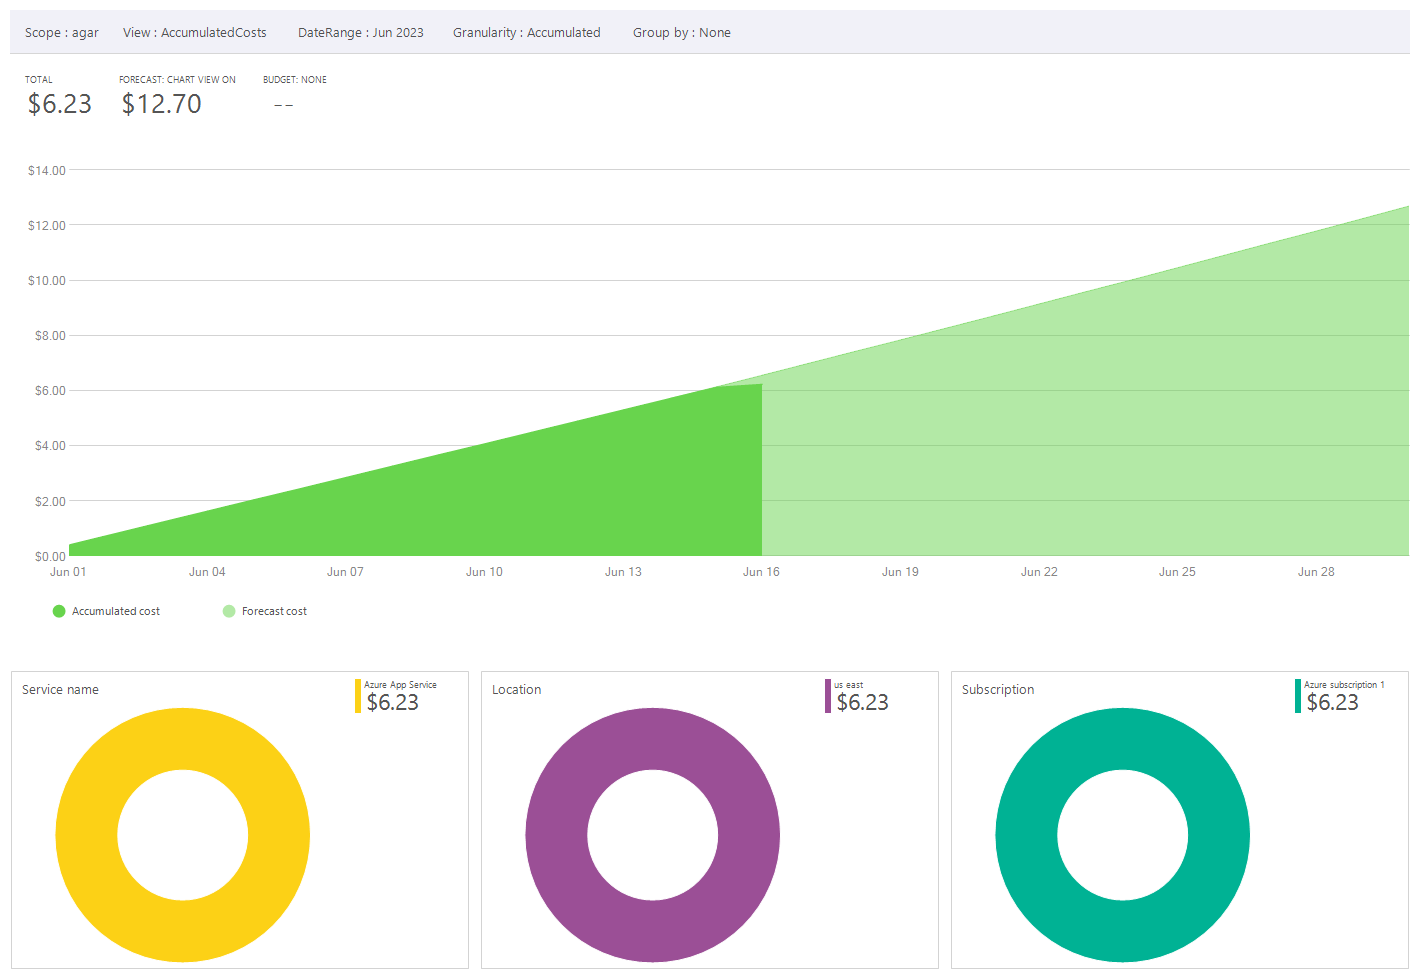 Scope : agar View : AccumulatedCosts DateRange : Jun 2023 Granularity : Accumulated Group by : None
TOTAL FORECAST: CHART VIEW ON BUDGET: NONE
$6.23 $12.70 --
$14.00
$12.00
$10.00
$8.00
$6.00
$4.00
$2.00
$0.00
Jun 01 Jun 04 Jun 07 Jun 10 Jun 13 Jun 16 Jun 19 Jun 22 Jun 25 Jun 28
Accumulated cost Forecast cost
Service name
Azure App Service
$6.23
Location
us east
$6.23
Subscription
Azure subscription 1
$6.23